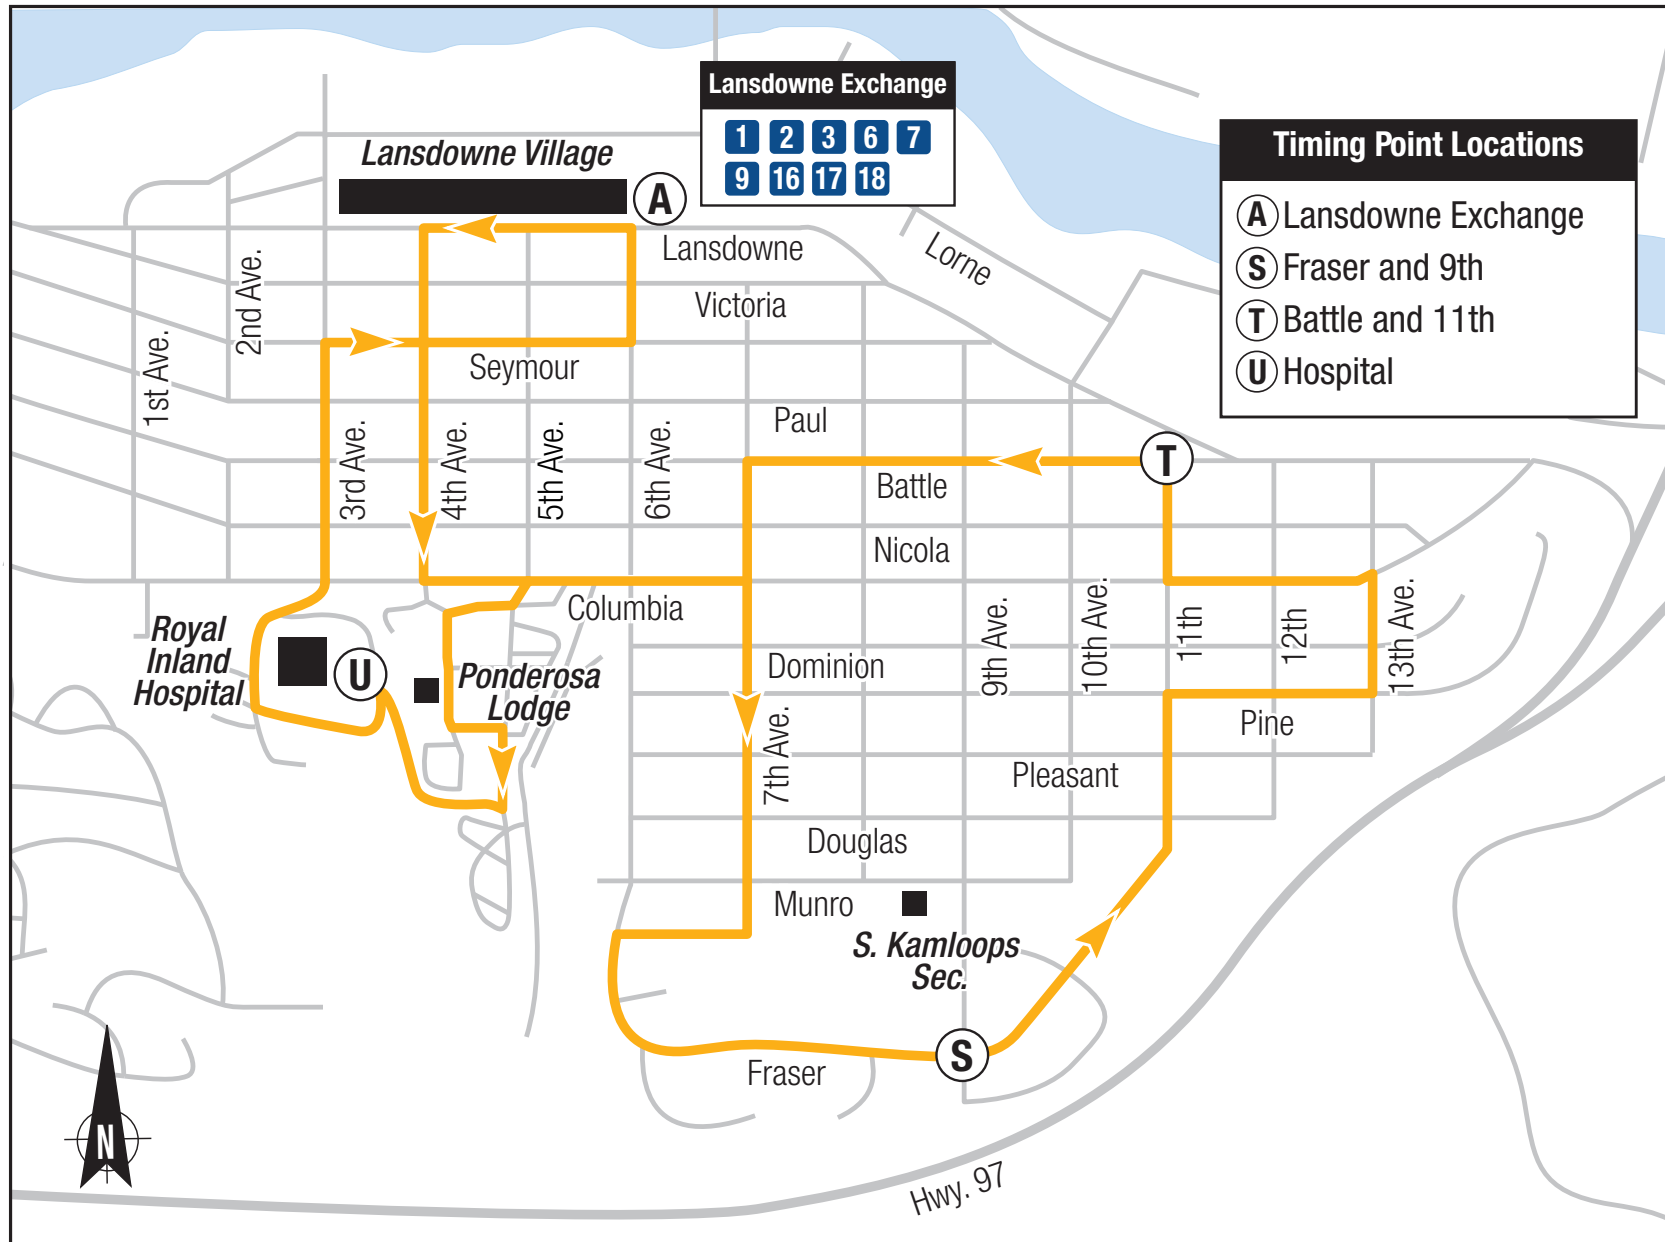 Lansdowne Exchange
1 2 3 6 7
9 16 17 18
Timing Point Locations
A Lansdowne Exchange
S Fraser and 9th
T Battle and 11th
U Hospital
Lansdowne Village
A
Lansdowne
Lorne
Victoria
Seymour
Paul
Battle
Nicola
Columbia
Dominion
Pine
Pleasant
Douglas
Munro
Fraser
Hwy. 97
1st Ave.
2nd Ave.
3rd Ave.
4th Ave.
5th Ave.
6th Ave.
7th Ave.
9th Ave.
10th Ave.
11th
12th
13th Ave.
T
Royal
Inland
Hospital
U
Ponderosa
Lodge
S. Kamloops
Sec.
S
N